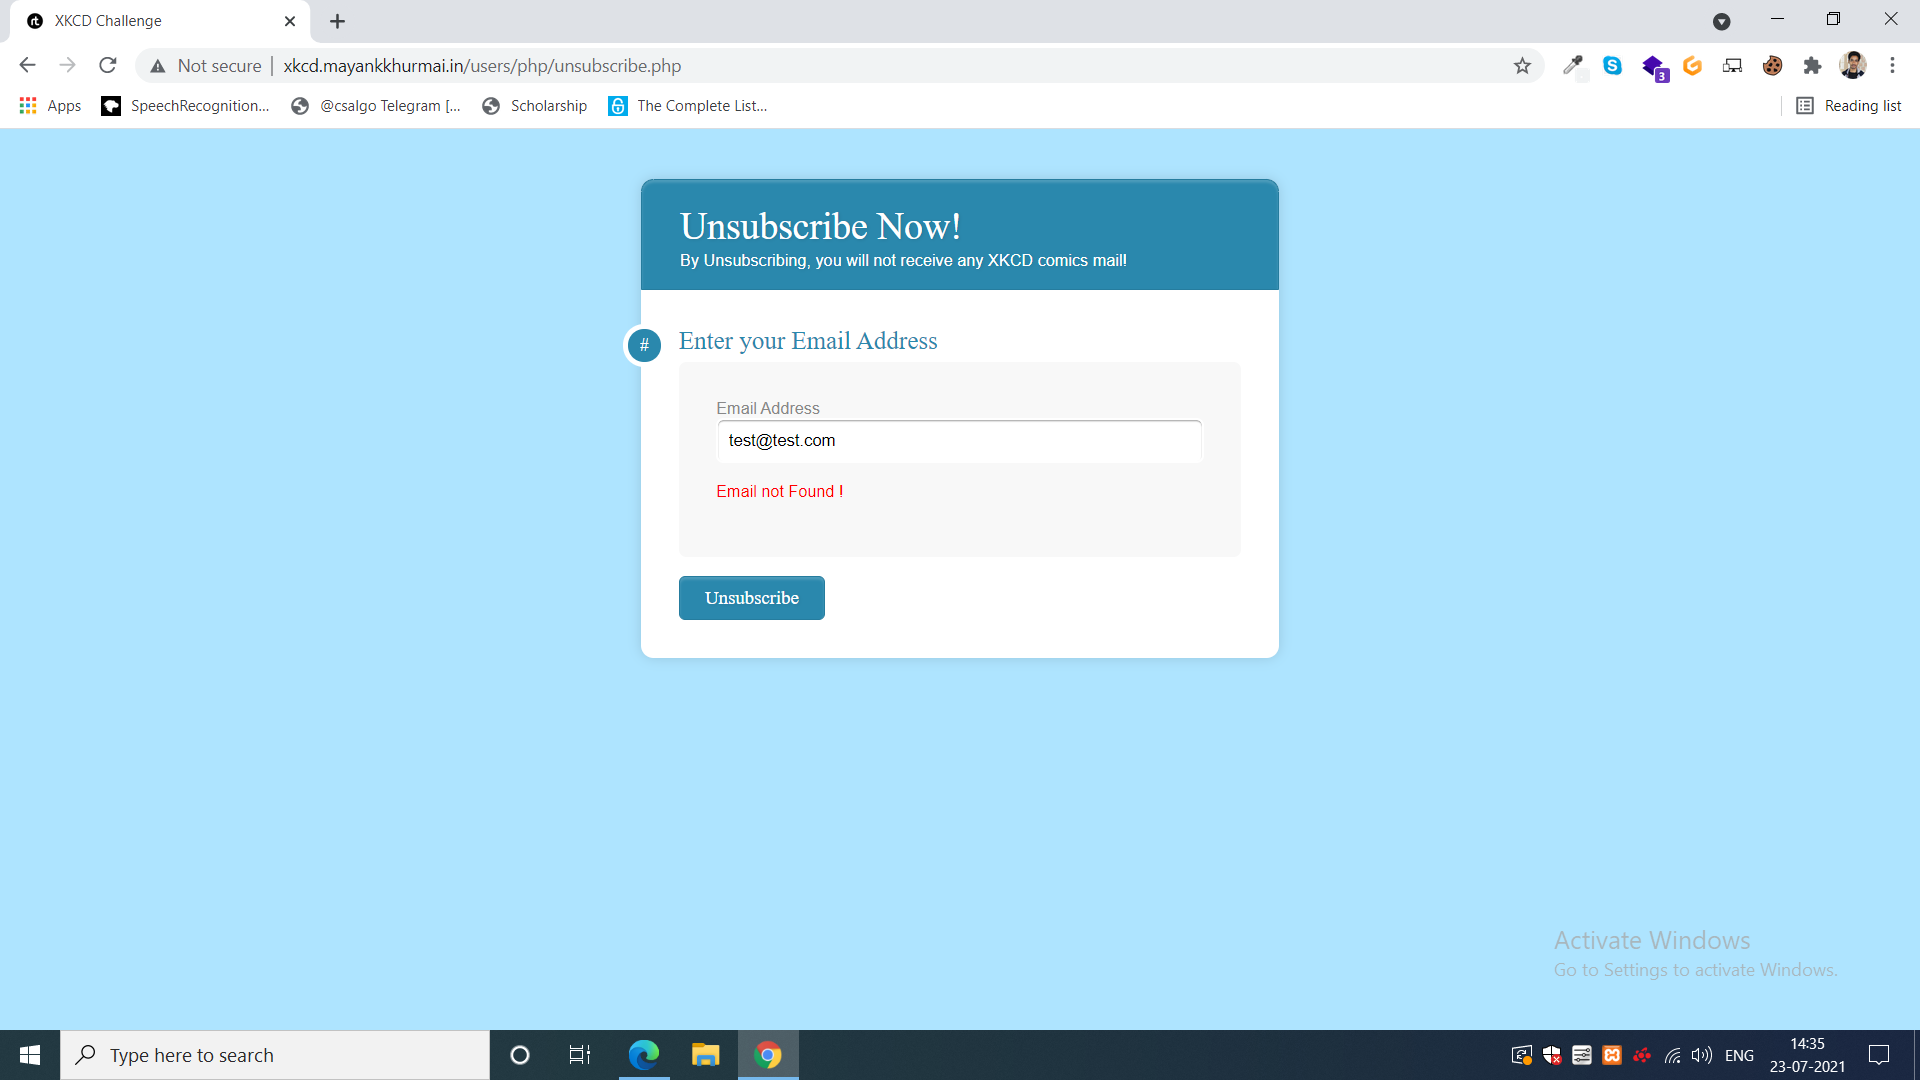 XKCD Challenge
Not secure | xkcd.mayankkhurmai.in/users/php/unsubscribe.php
3
Apps
SpeechRecognition...
@csalgo Telegram [...
Scholarship
The Complete List...
Reading list
Unsubscribe Now!
By Unsubscribing, you will not receive any XKCD comics mail!
#
Enter your Email Address
Email Address
test@test.com
Email not Found !
Unsubscribe
Activate Windows
Go to Settings to activate Windows.
Type here to search
ENG
14:35
23-07-2021